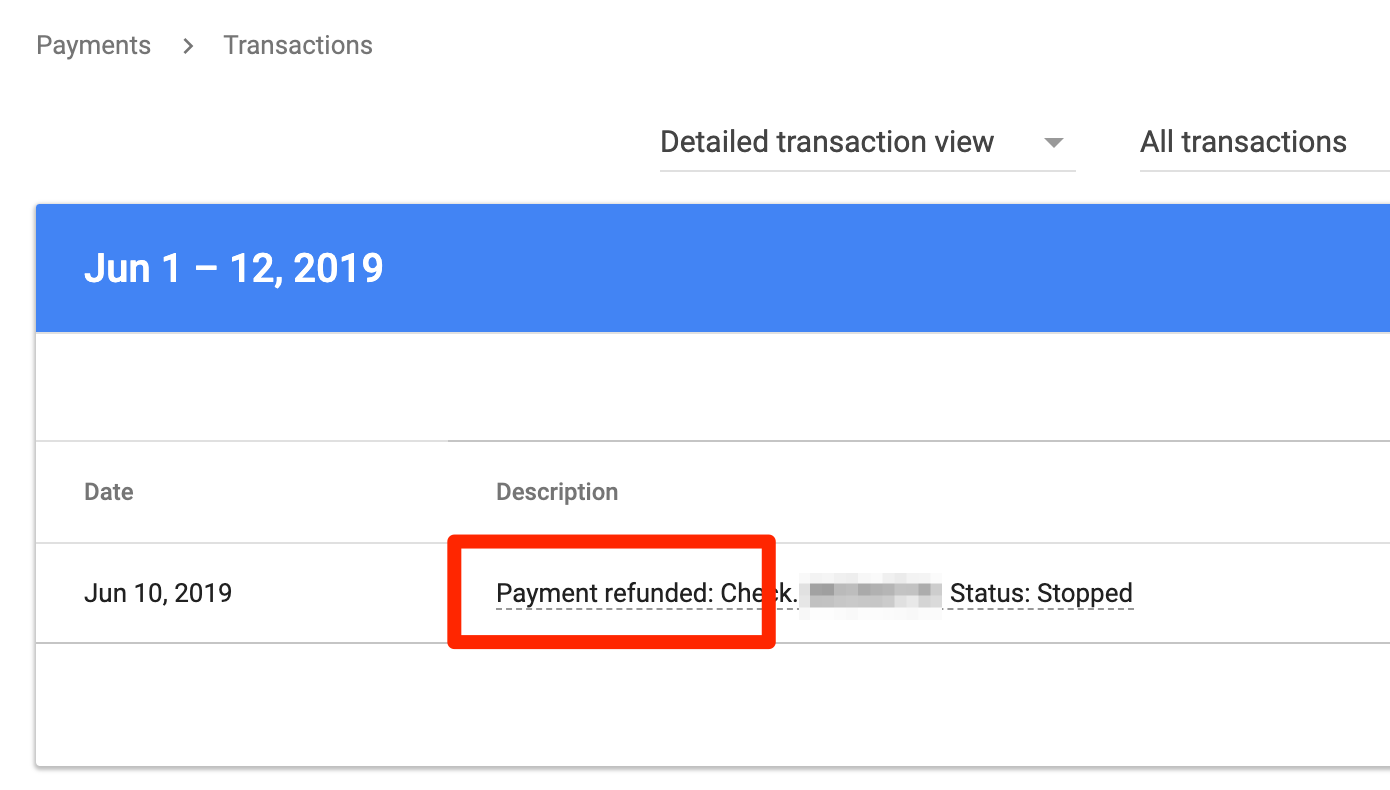 Payments > Transactions
Detailed transaction view All transactions
Jun 1 – 12, 2019
Date Description
Jun 10, 2019 Payment refunded: Check. Status: Stopped